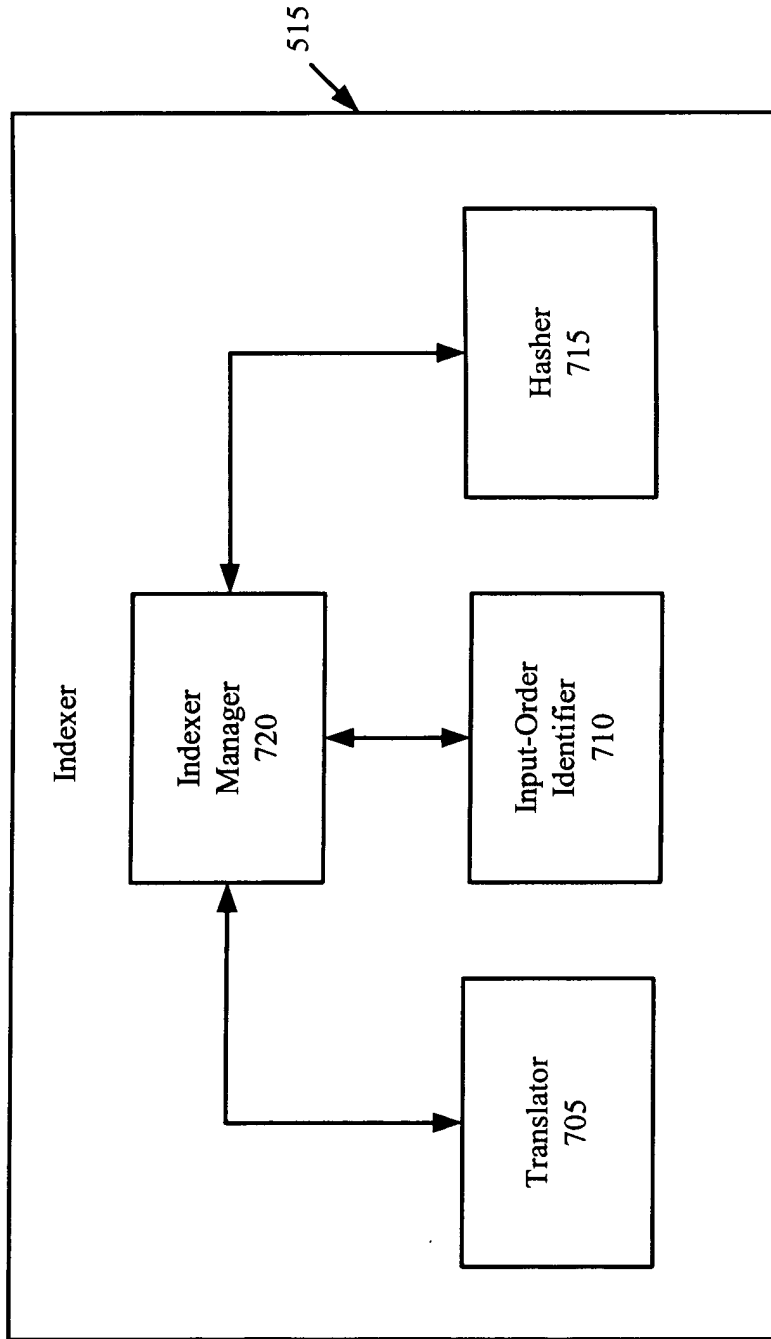 Indexer
515
Indexer
Manager
720
Translator
705
Input-Order
Identifier
710
Hasher
715